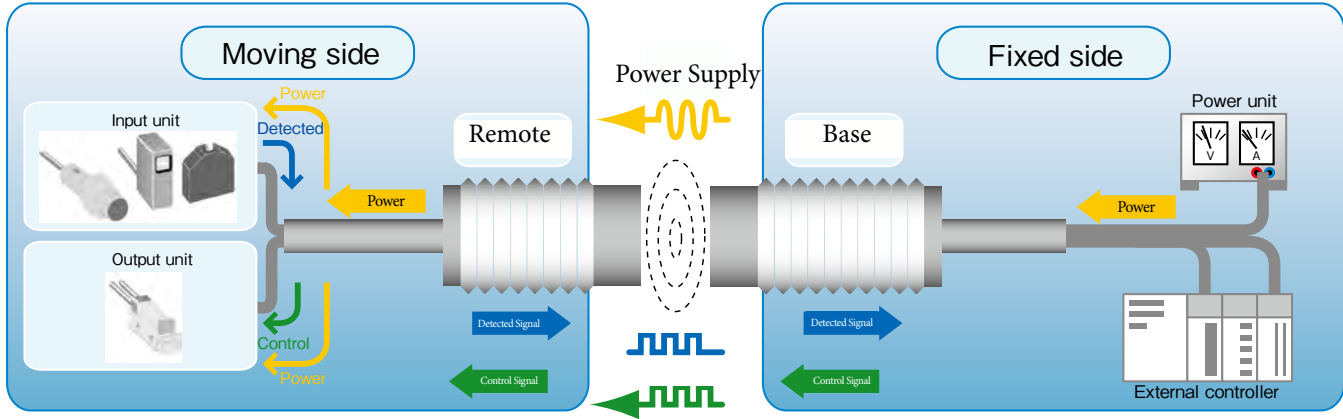 Moving side
Power
Input unit
Detected
Remote
Power
Output unit
Control
Power
Detected Signal
Control Signal
Power Supply
Fixed side
Base
Power unit
V
A
Power
Detected Signal
Control Signal
External controller